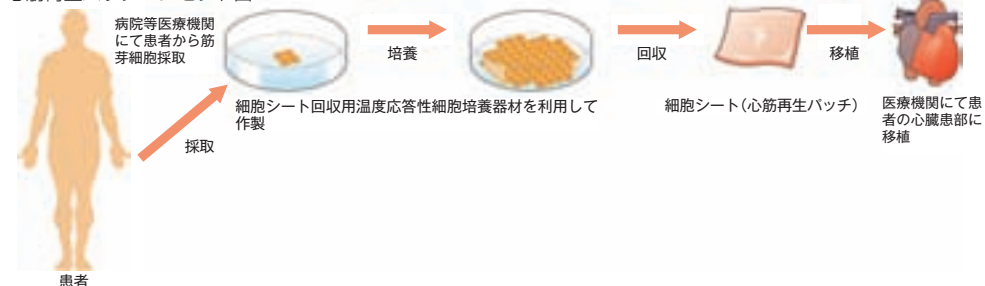 病院等医療機関
にて患者から筋
芽細胞採取
採取
培養
細胞シート回収用温度応答性細胞培養器材を利用して
作製
回収
細胞シート（心筋再生パッチ）
移植
医療機関にて患
者の心臓患部に
移植
患者